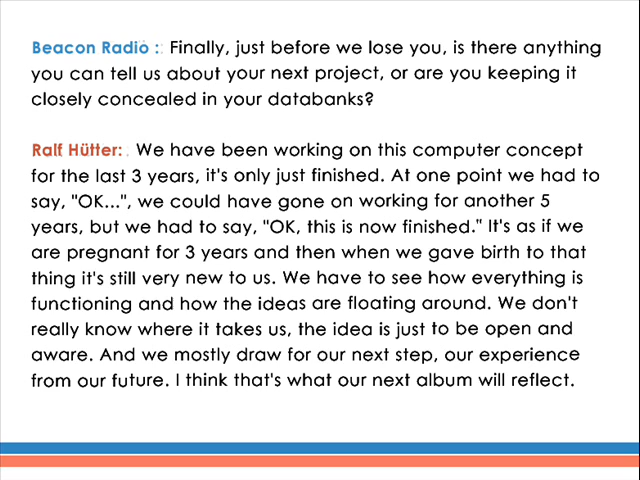 Beacon Radio : Finally, just before we lose you, is there anything
you can tell us about your next project, or are you keeping it
closely concealed in your databanks?
Ralf Hütter: We have been working on this computer concept
for the last 3 years, it's only just finished. At one point we had to
say, "OK...", we could have gone on working for another 5
years, but we had to say, "OK, this is now finished." It's as if we
are pregnant for 3 years and then when we gave birth to that
thing it's still very new to us. We have to see how everything is
functioning and how the ideas are floating around. We don't
really know where it takes us, the idea is just to be open and
aware. And we mostly draw for our next step, our experience
from our future. I think that's what our next album will reflect.